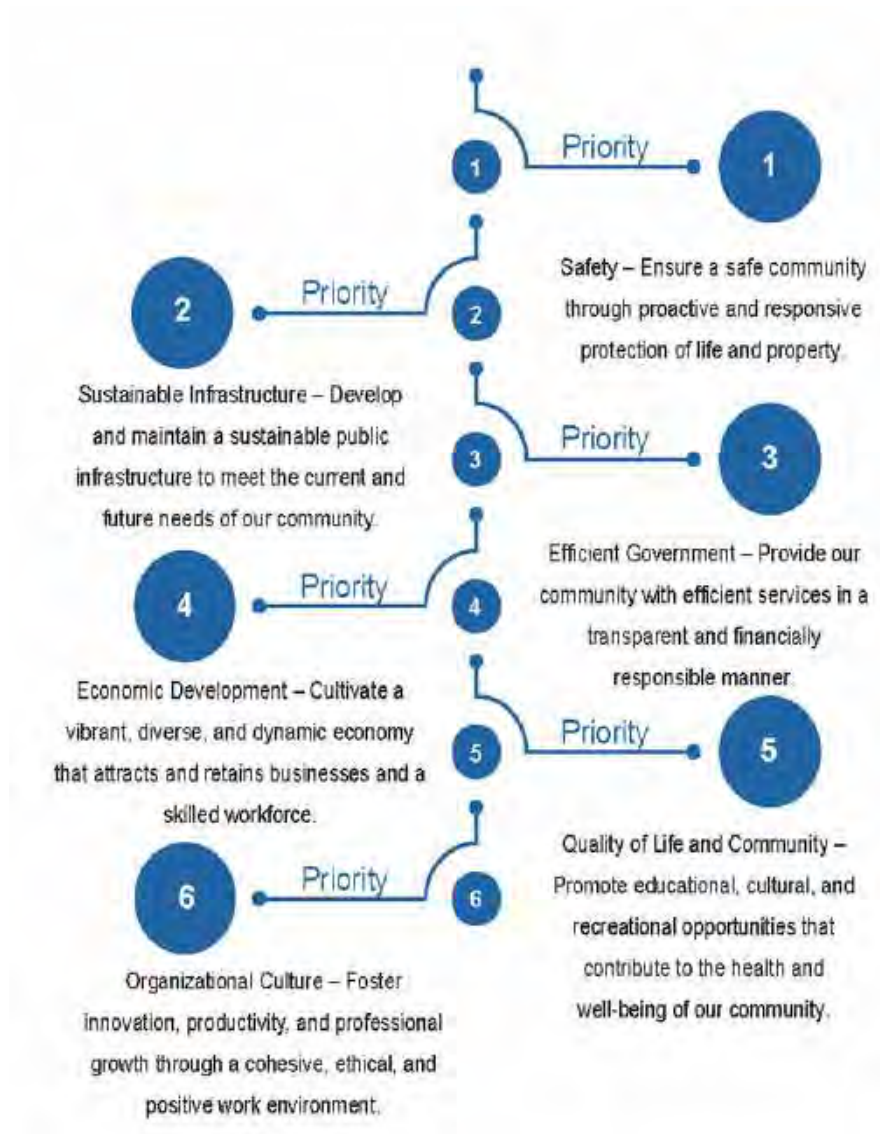 Priority
1
1
Safety – Ensure a safe community
through proactive and responsive
protection of life and property.
2
Priority
2
Sustainable Infrastructure – Develop
and maintain a sustainable public
infrastructure to meet the current and
future needs of our community.
Priority
3
3
Efficient Government – Provide our
community with efficient services in a
transparent and financially
responsible manner.
4
Priority
4
Economic Development – Cultivate a
vibrant, diverse, and dynamic economy
that attracts and retains businesses and a
skilled workforce.
Priority
5
5
Quality of Life and Community –
Promote educational, cultural, and
recreational opportunities that
contribute to the health and
well-being of our community.
6
Priority
6
Organizational Culture – Foster
innovation, productivity, and professional
growth through a cohesive, ethical, and
positive work environment.